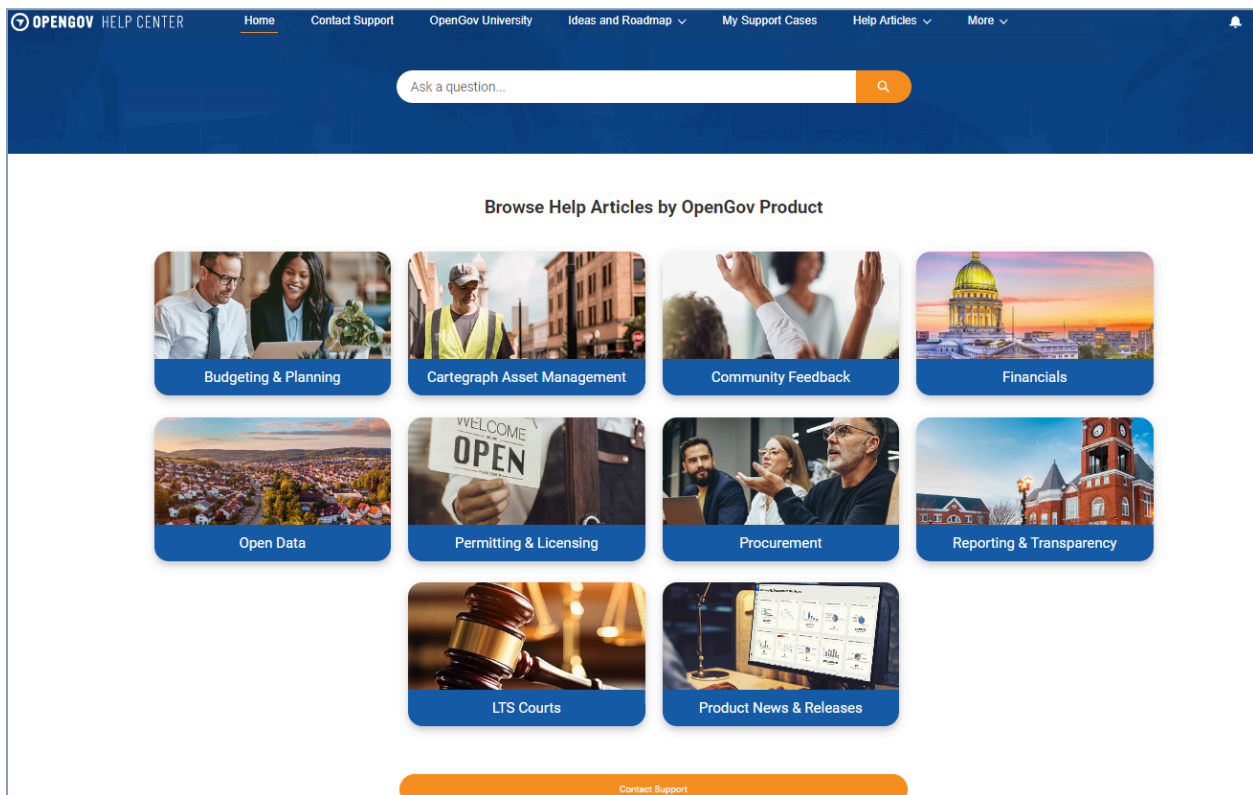 OPENGOV HELP CENTER
Home
Contact Support
OpenGov University
Ideas and Roadmap
My Support Cases
Help Articles
More
Ask a question...
Browse Help Articles by OpenGov Product
Budgeting & Planning
Cartegraph Asset Management
Community Feedback
Financials
WELCOME
OPEN
Open Data
Permitting & Licensing
Procurement
Reporting & Transparency
LTS Courts
Product News & Releases
Contact Support